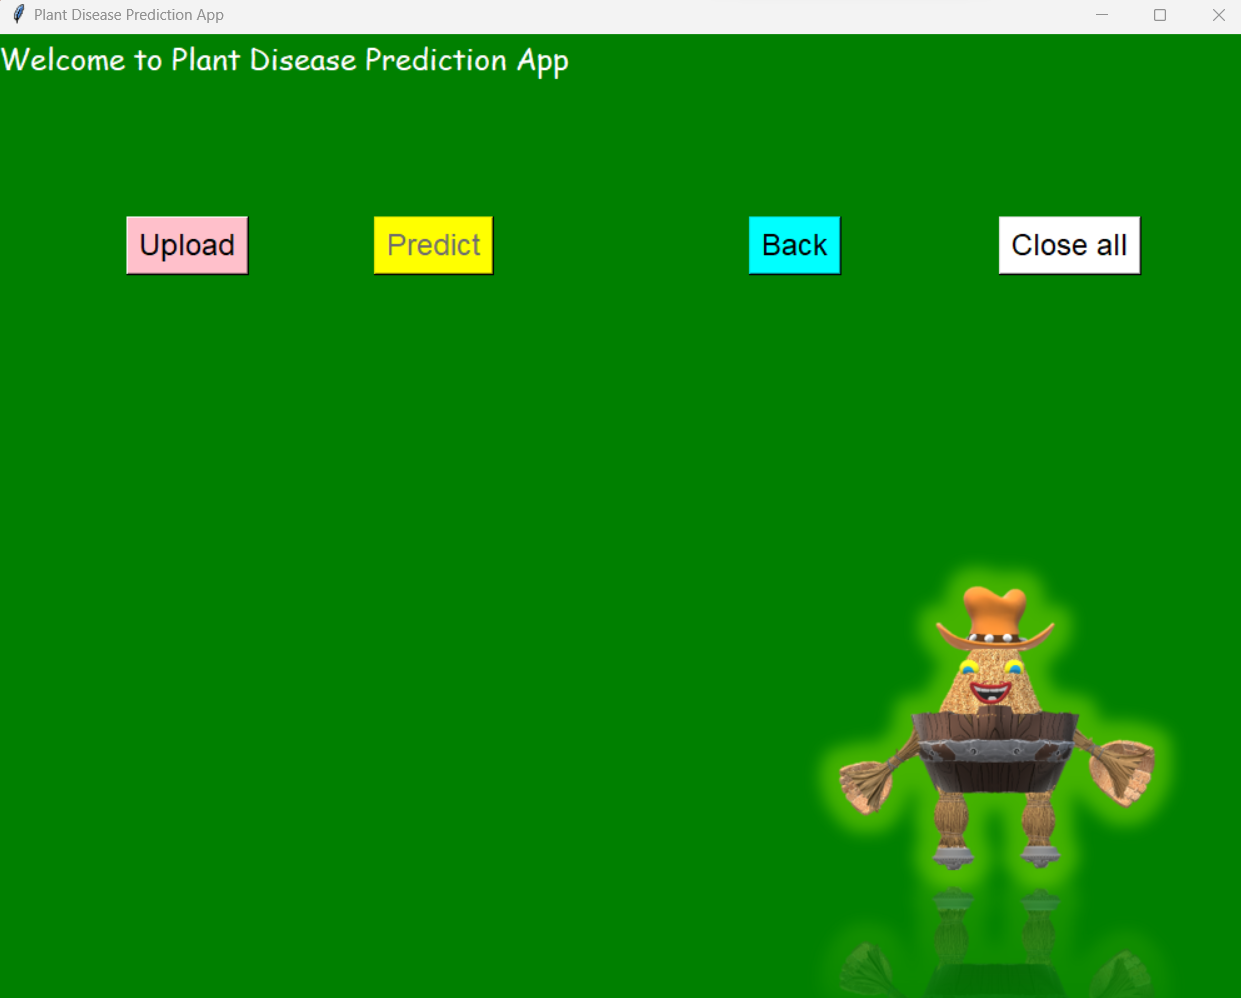 Plant Disease Prediction App
Welcome to Plant Disease Prediction App
Upload
Predict
Back
Close all